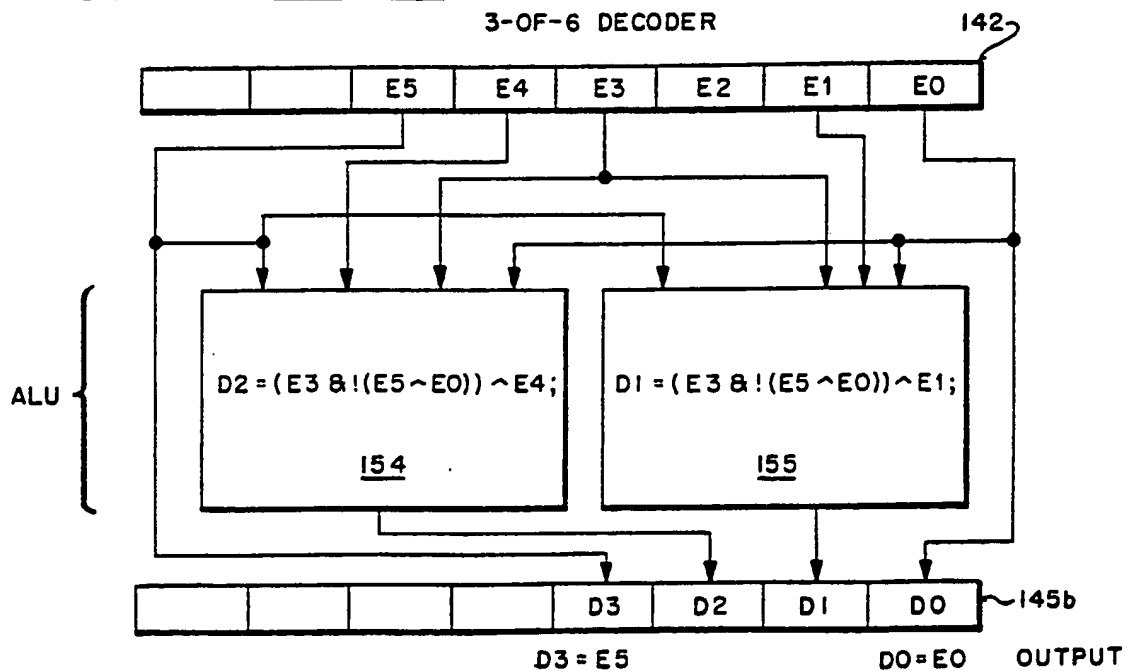 3-OF-6 DECODER
142
E5 E4 E3 E2 E1 E0
ALU
D2 = (E3 &!(E5 ^ E0)) ^ E4;
154
D1 = (E3 &!(E5 ^ E0)) ^ E1;
155
D3 D2 D1 D0
145b
D3 = E5 D0 = E0 OUTPUT